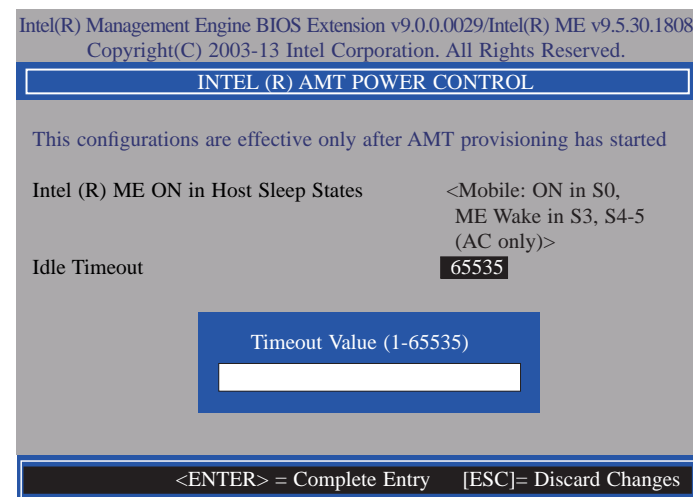 Intel(R) Management Engine BIOS Extension v9.0.0.0029/Intel(R) ME v9.5.30.1808
Copyright(C) 2003-13 Intel Corporation. All Rights Reserved.
INTEL (R) AMT POWER CONTROL
This configurations are effective only after AMT provisioning has started
Intel (R) ME ON in Host Sleep States <Mobile: ON in S0,
ME Wake in S3, S4-5
(AC only)>
Idle Timeout 65535
Timeout Value (1-65535)
<ENTER> = Complete Entry [ESC]= Discard Changes